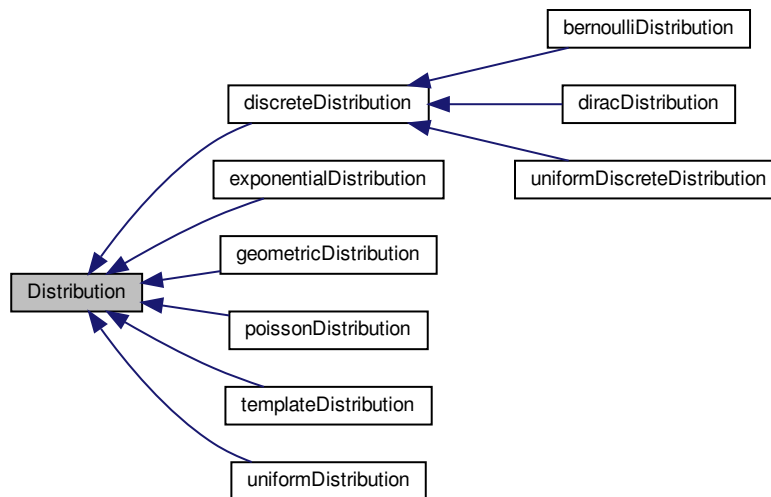 bernoulliDistribution
discreteDistribution
diracDistribution
uniformDiscreteDistribution
exponentialDistribution
geometricDistribution
Distribution
poissonDistribution
templateDistribution
uniformDistribution